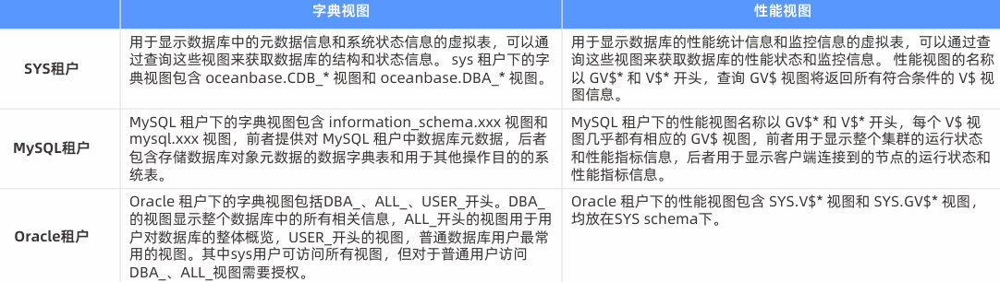 字典视图
性能视图
SYS租户
用于显示数据库中的元数据信息和系统状态信息的虚拟表，可以通
过查询这些视图来获取数据库的结构和状态信息。 sys 租户下的字
典视图包含 oceanbase.CDB_* 视图和 oceanbase.DBA_* 视图。
用于显示数据库的性能统计信息和监控信息的虚拟表，可以通过查
询这些视图来获取数据库的性能状态和监控信息。 性能视图的名称
以 GV$* 和 V$* 开头，查询 GV$ 视图将返回所有符合条件的 V$ 视
图信息。
MySQL租户
MySQL 租户下的字典视图包含 information_schema.xxx 视图和
mysql.xxx 视图，前者提供对 MySQL 租户中数据库元数据，后者
包含存储数据库对象元数据的数据字典表和用于其他操作目的的系
统表。
MySQL 租户下的性能视图名称以 GV$* 和 V$* 开头，每个 V$ 视
图几乎都有相应的 GV$ 视图，前者用于显示整个集群的运行状态
和性能指标信息，后者用于显示客户端连接到的节点的运行状态和
性能指标信息。
Oracle租户
Oracle 租户下的字典视图包括DBA_、ALL_、USER_开头。DBA_
的视图显示整个数据库中的所有相关信息，ALL_开头的视图用于用
户对数据库的整体概览，USER_开头的视图，普通数据库用户最常
用的视图。其中sys用户可访问所有视图，但对于普通用户访问
DBA_、ALL_视图需要授权。
Oracle 租户下的性能视图包含 SYS.V$* 视图和 SYS.GV$* 视图，
均放在SYS schema下。